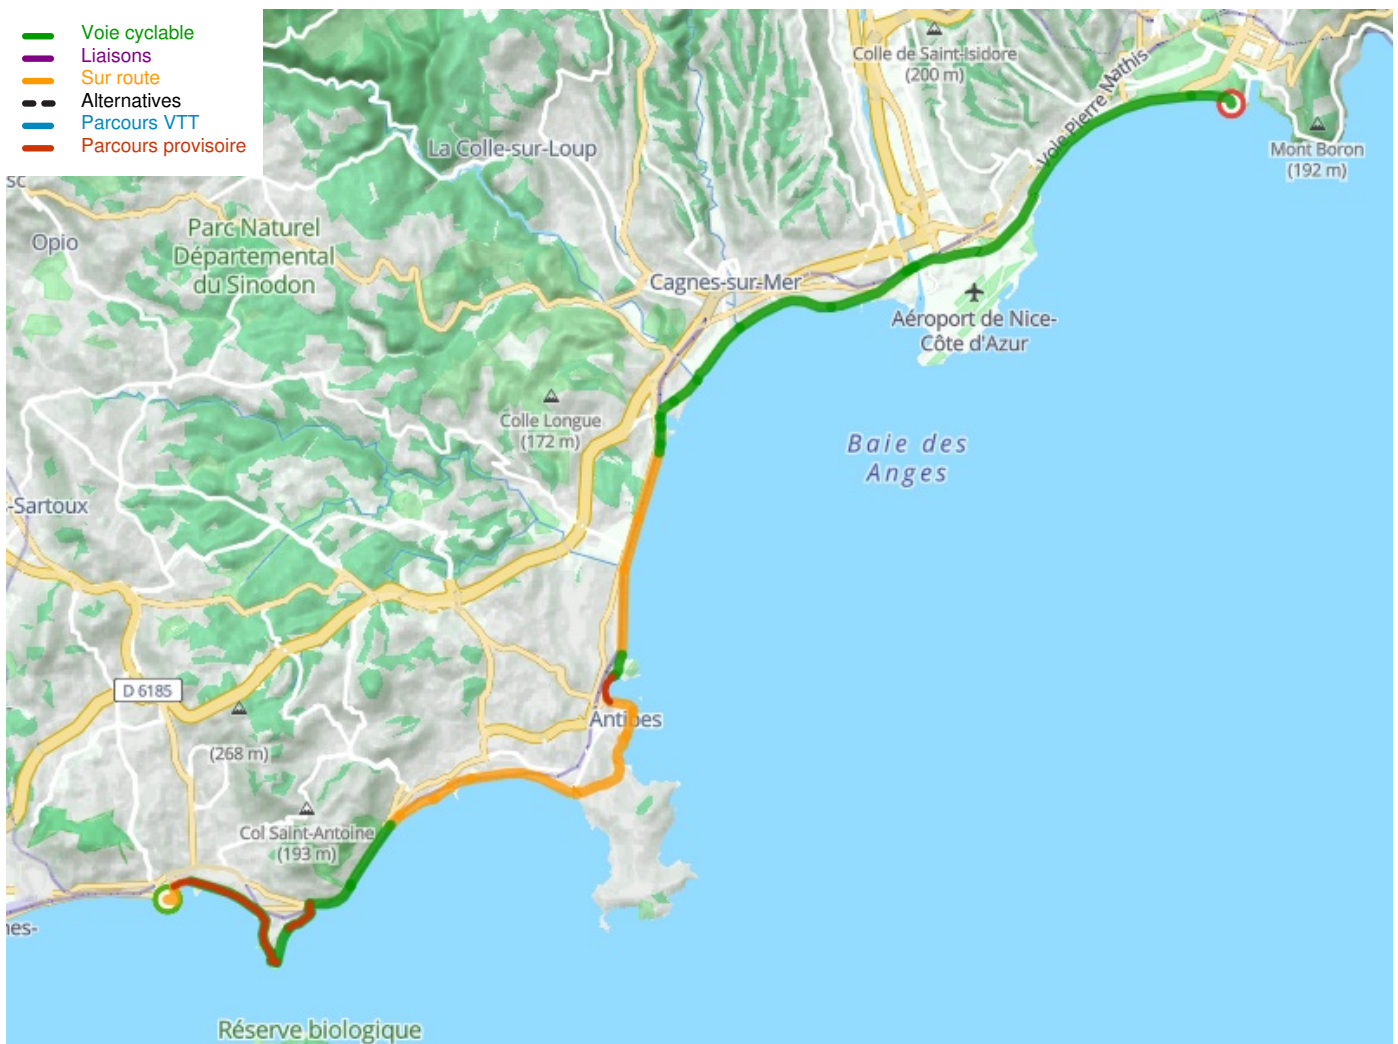 Voie cyclable
Liaisons
Sur route
Alternatives
Parcours VTT
Parcours provisoire
Colle de Saint-Isidore
(200 m)
Voie Pierre Mathis
Mont Boron
(192 m)
La Colle-sur-Loup
sc
Opio
Parc Naturel
Départemental
du Sinodon
Cagnes-sur-Mer
Aéroport de Nice-
Côte d'Azur
Colle Longue
(172 m)
Baie des
Anges
-Sartoux
D 6185
(268 m)
Antibes
Col Saint-Antoine
(193 m)
nes-
Réserve biologique